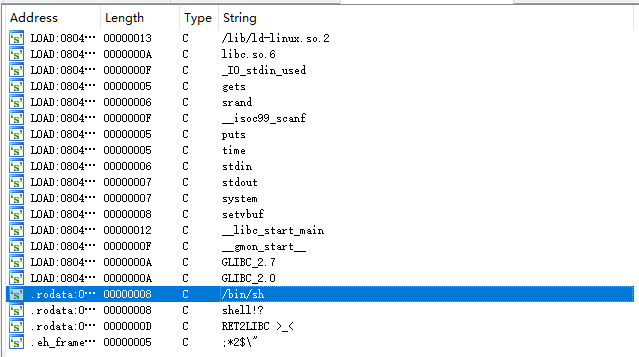 Address Length Type String
LOAD:0804… 00000013 C /lib/ld-linux.so.2
LOAD:0804… 0000000A C libc.so.6
LOAD:0804… 0000000F C _IO_stdin_used
LOAD:0804… 00000005 C gets
LOAD:0804… 00000006 C srand
LOAD:0804… 0000000F C __isoc99_scanf
LOAD:0804… 00000005 C puts
LOAD:0804… 00000005 C time
LOAD:0804… 00000006 C stdin
LOAD:0804… 00000007 C stdout
LOAD:0804… 00000007 C system
LOAD:0804… 00000008 C setvbuf
LOAD:0804… 00000012 C __libc_start_main
LOAD:0804… 0000000F C __gmon_start__
LOAD:0804… 0000000A C GLIBC_2.7
LOAD:0804… 0000000A C GLIBC_2.0
.rodata:0… 00000008 C /bin/sh
.rodata:0… 00000008 C shell!?
.rodata:0… 0000000D C RET2LIBC >_<
.eh_frame… 00000005 C ;*2$\"